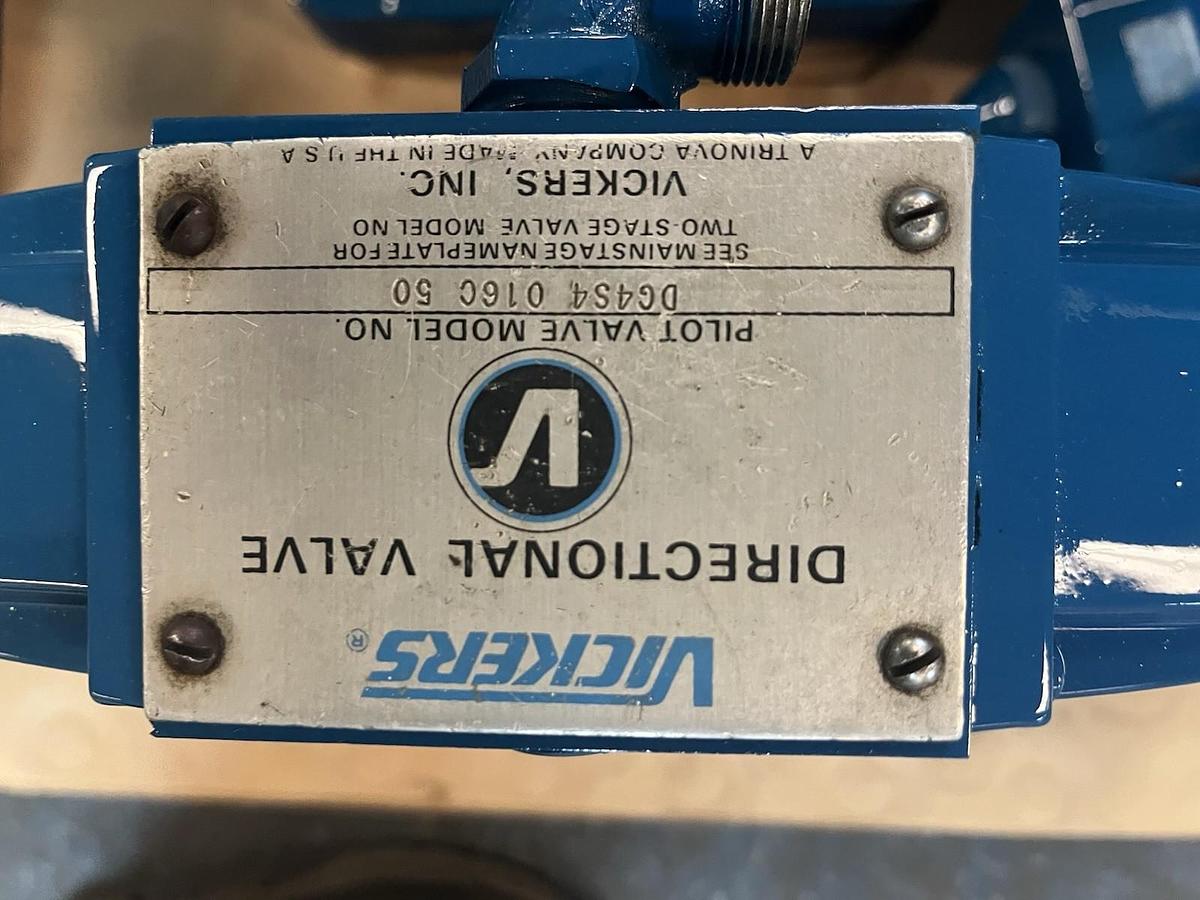 VICKERS®
DIRECTIONAL VALVE
V
PILOT VALVE MODEL NO.
DG4S4 016C 50
SEE MAINSTAGE NAMEPLATE FOR
TWO-STAGE VALVE MODEL NO
VICKERS, INC.
A TRINOVA COMPANY MADE IN THE U S A